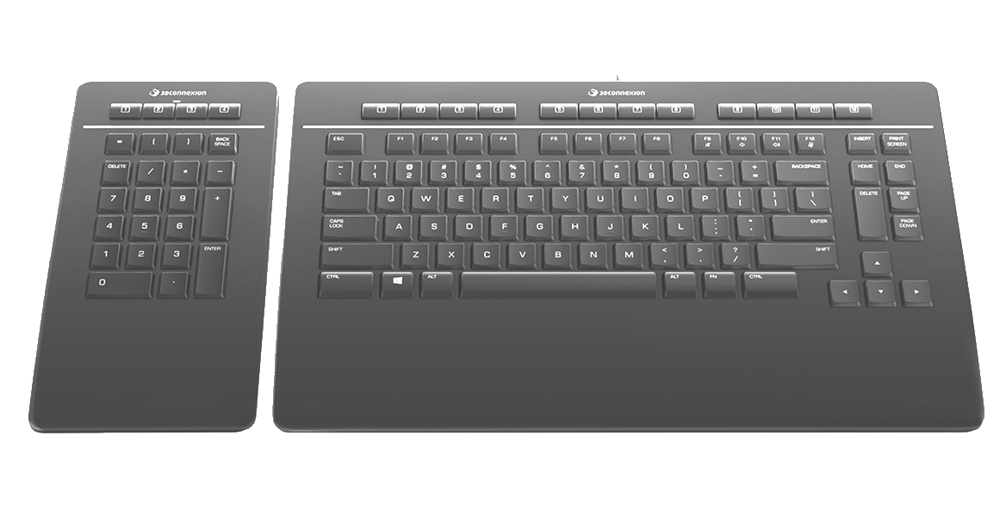 3Dconnexion
1 2 3 4
= ( ) BACK SPACE
DELETE / * −
7 8 9 +
4 5 6
1 2 3 ENTER
0 .
3Dconnexion
1 2 3 4 5 6 7 8 9 10 11 12
ESC F1 F2 F3 F4 F5 F6 F7 F8 F9 F10 F11 F12 INSERT PRINT SCREEN
~ ! @ # $ % ^ & * ( ) _ + BACKSPACE HOME END
` 1 2 3 4 5 6 7 8 9 0 - =
TAB Q W E R T Y U I O P { } | DELETE PAGE UP
[ ] \
CAPS LOCK A S D F G H J K L : " ENTER PAGE DOWN
; '
SHIFT Z X C V B N M < > ? SHIFT
, . /
CTRL ALT ALT FN CTRL